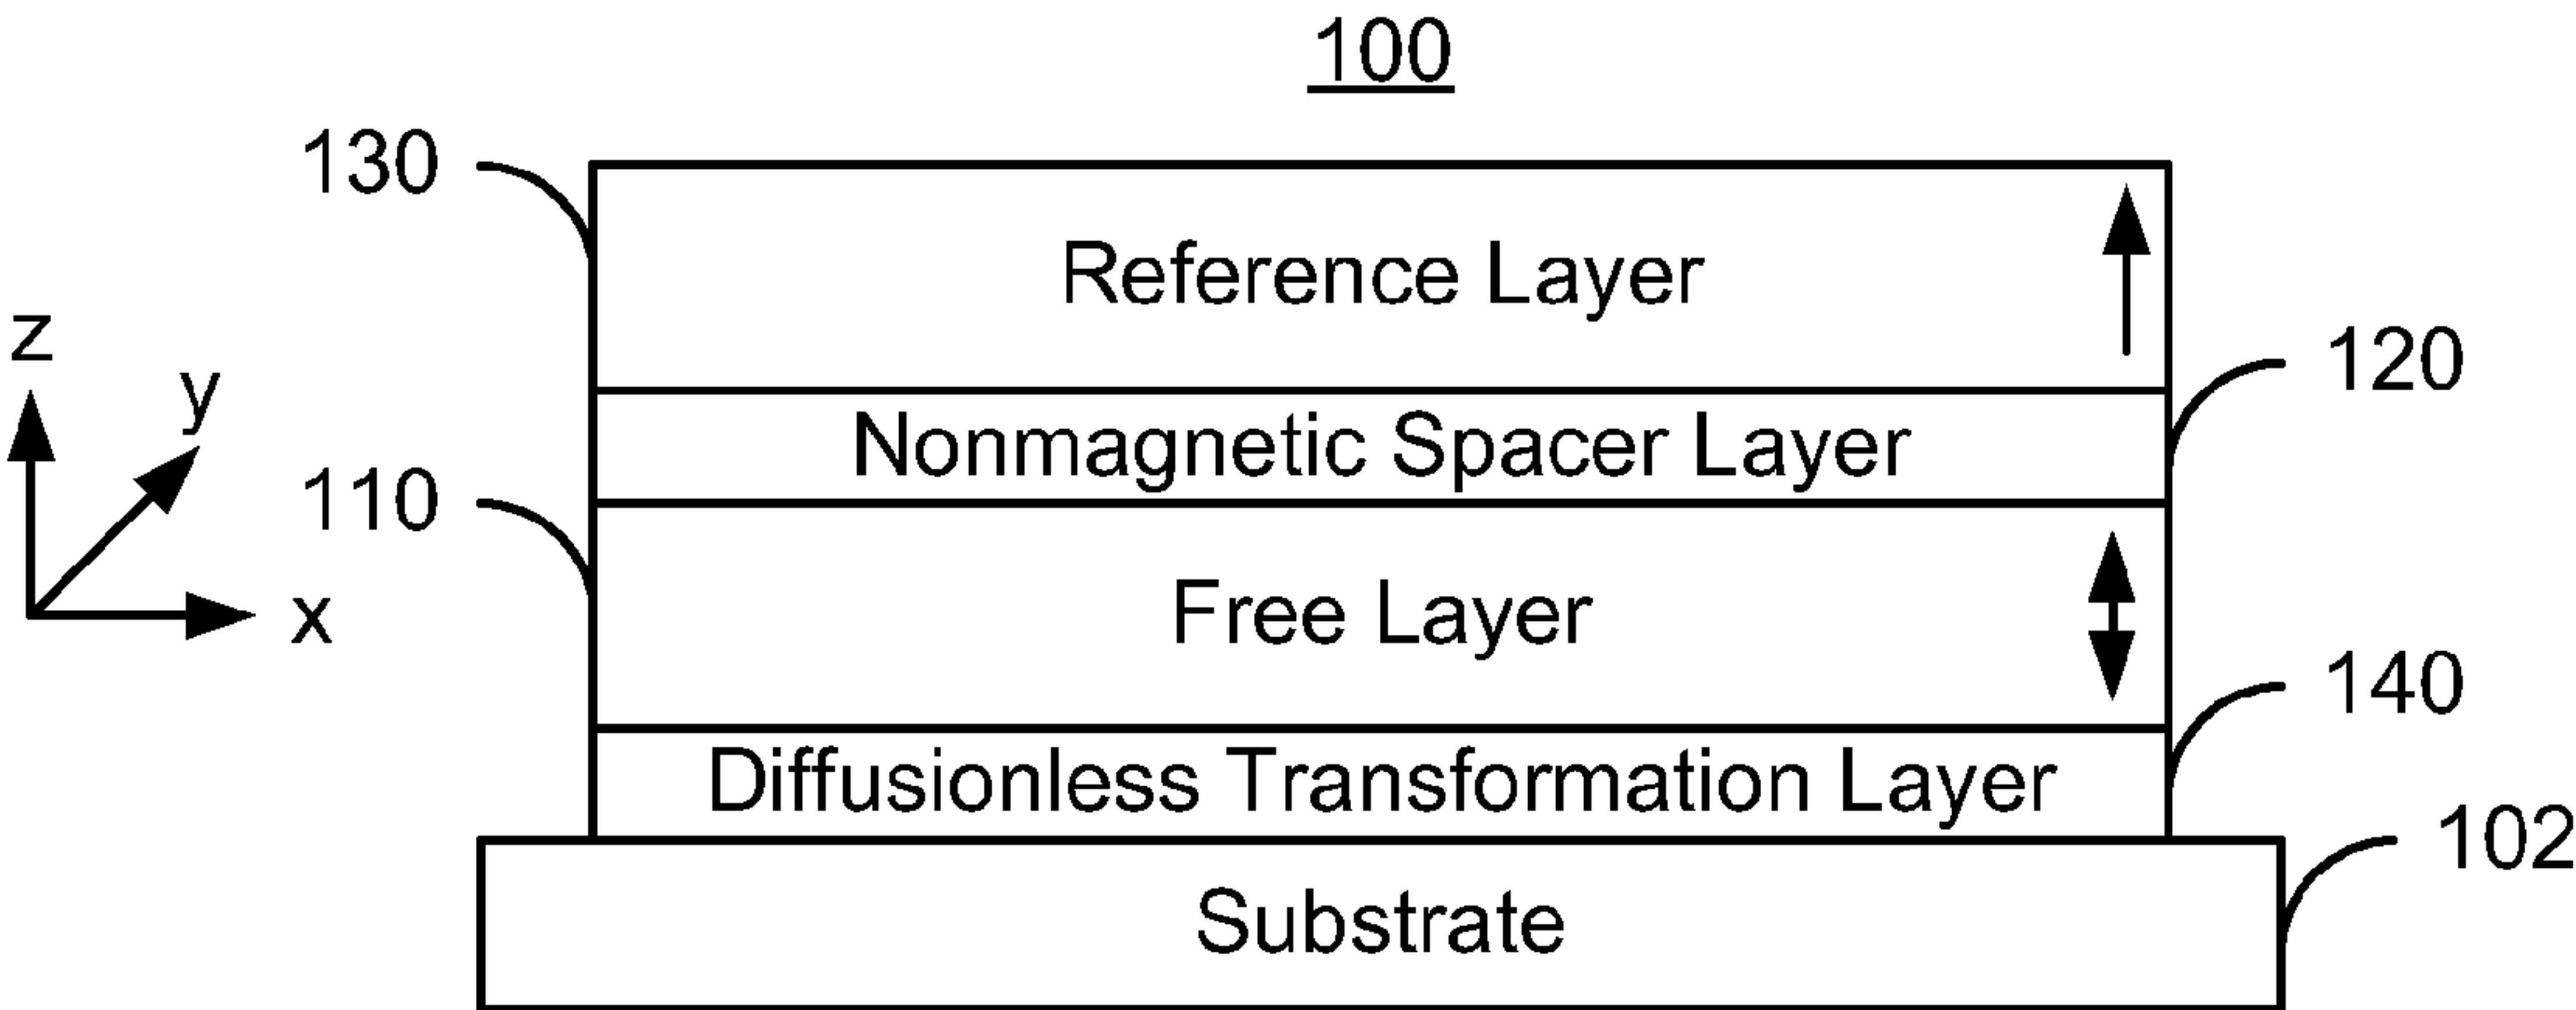 100
130
Reference Layer
z
120
y
Nonmagnetic Spacer Layer
110
Free Layer
x
140
Diffusionless Transformation Layer
102
Substrate